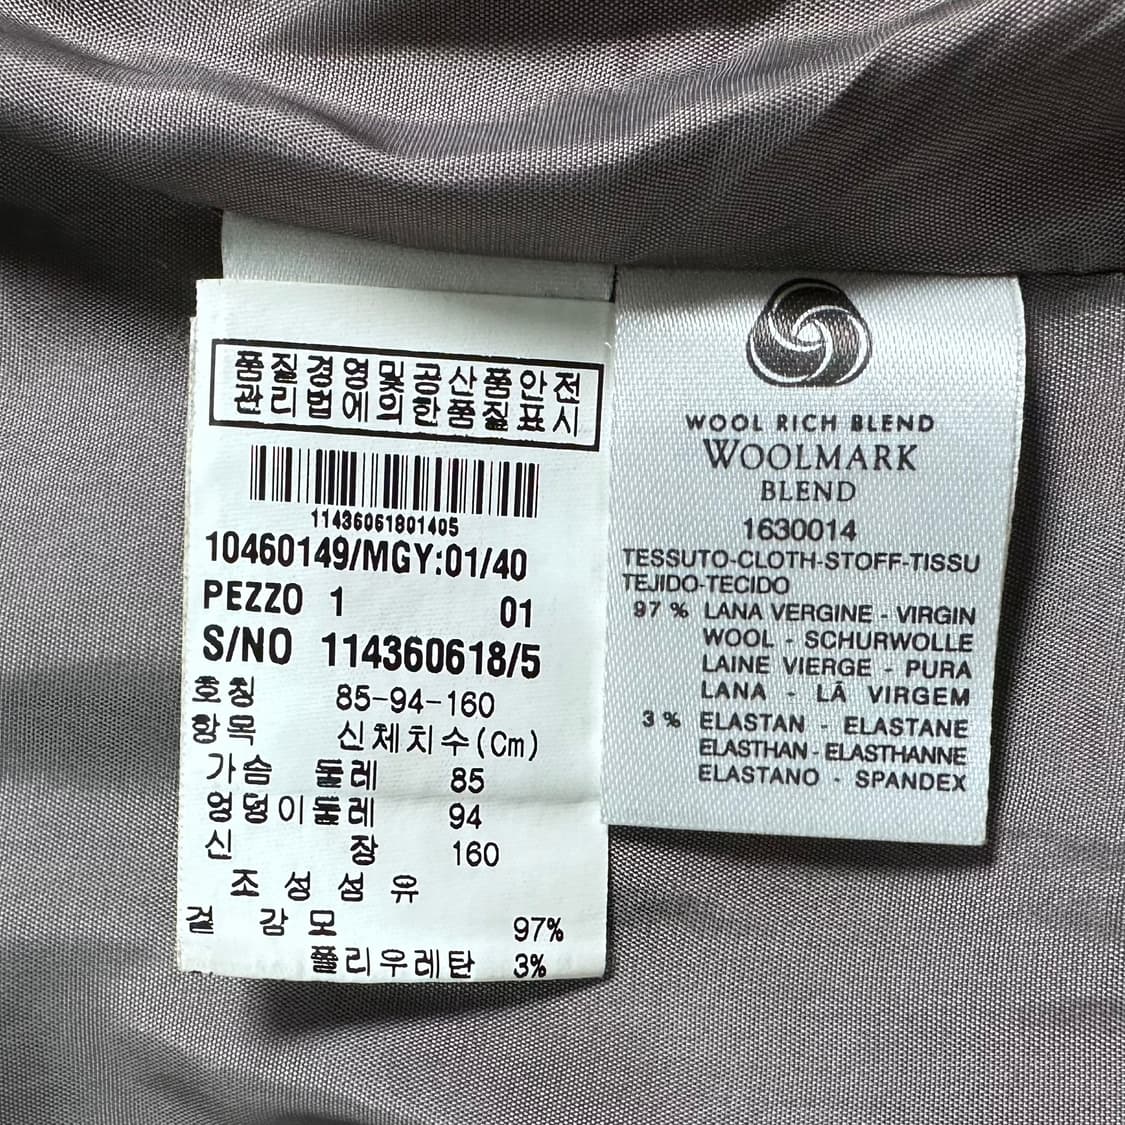 품질경영및공산품안전
관리법에의한품질표시
11436061801405
10460149/MGY:01/40
PEZZO 1 01
S/NO 114360618/5
호칭 85-94-160
항목 신체치수(Cm)
가슴 둘레 85
엉덩이둘레 94
신 장 160
조성섬유
겉 감 모 97%
폴리우레탄 3%
WOOL RICH BLEND
WOOLMARK
BLEND
1630014
TESSUTO-CLOTH-STOFF-TISSU
TEJIDO-TECIDO
97 % LANA VERGINE - VIRGIN
WOOL - SCHURWOLLE
LAINE VIERGE - PURA
LANA - LÃ VIRGEM
3 % ELASTAN - ELASTANE
ELASTHAN - ELASTHANNE
ELASTANO - SPANDEX